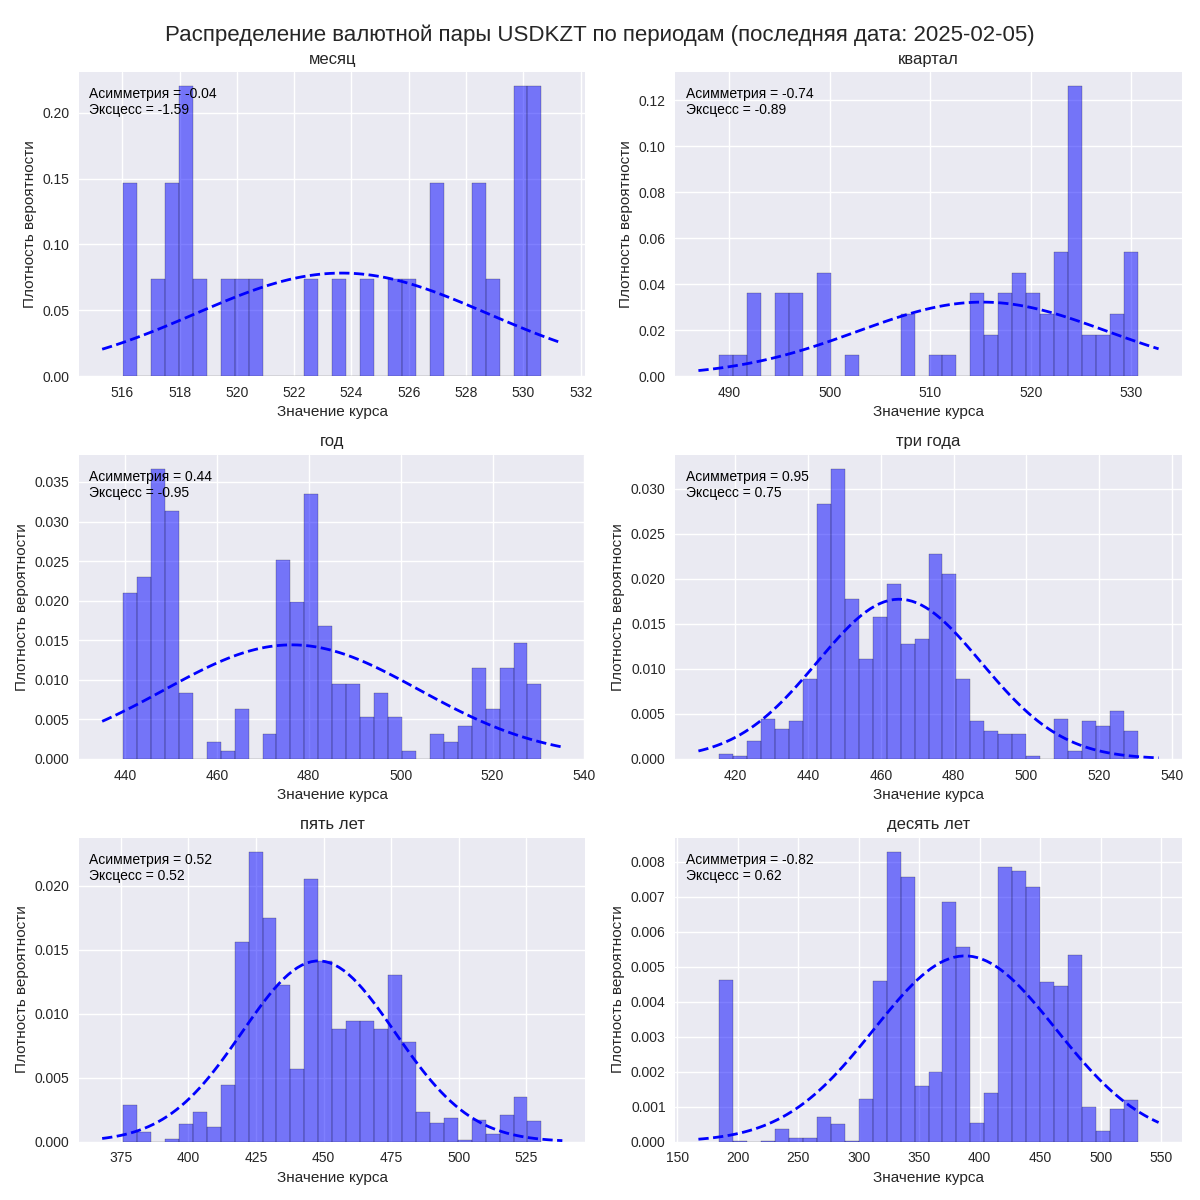 Распределение валютной пары USDKZT по периодам (последняя дата: 2025-02-05)
месяц
Асимметрия = -0.04
Эксцесс = -1.59
Плотность вероятности
0.20
0.15
0.10
0.05
0.00
516 518 520 522 524 526 528 530 532
Значение курса
квартал
Асимметрия = -0.74
Эксцесс = -0.89
Плотность вероятности
0.12
0.10
0.08
0.06
0.04
0.02
0.00
490 500 510 520 530
Значение курса
год
Асимметрия = 0.44
Эксцесс = -0.95
Плотность вероятности
0.035
0.030
0.025
0.020
0.015
0.010
0.005
0.000
440 460 480 500 520 540
Значение курса
три года
Асимметрия = 0.95
Эксцесс = 0.75
Плотность вероятности
0.030
0.025
0.020
0.015
0.010
0.005
0.000
420 440 460 480 500 520 540
Значение курса
пять лет
Асимметрия = 0.52
Эксцесс = 0.52
Плотность вероятности
0.020
0.015
0.010
0.005
0.000
375 400 425 450 475 500 525
Значение курса
десять лет
Асимметрия = -0.82
Эксцесс = 0.62
Плотность вероятности
0.008
0.007
0.006
0.005
0.004
0.003
0.002
0.001
0.000
150 200 250 300 350 400 450 500 550
Значение курса